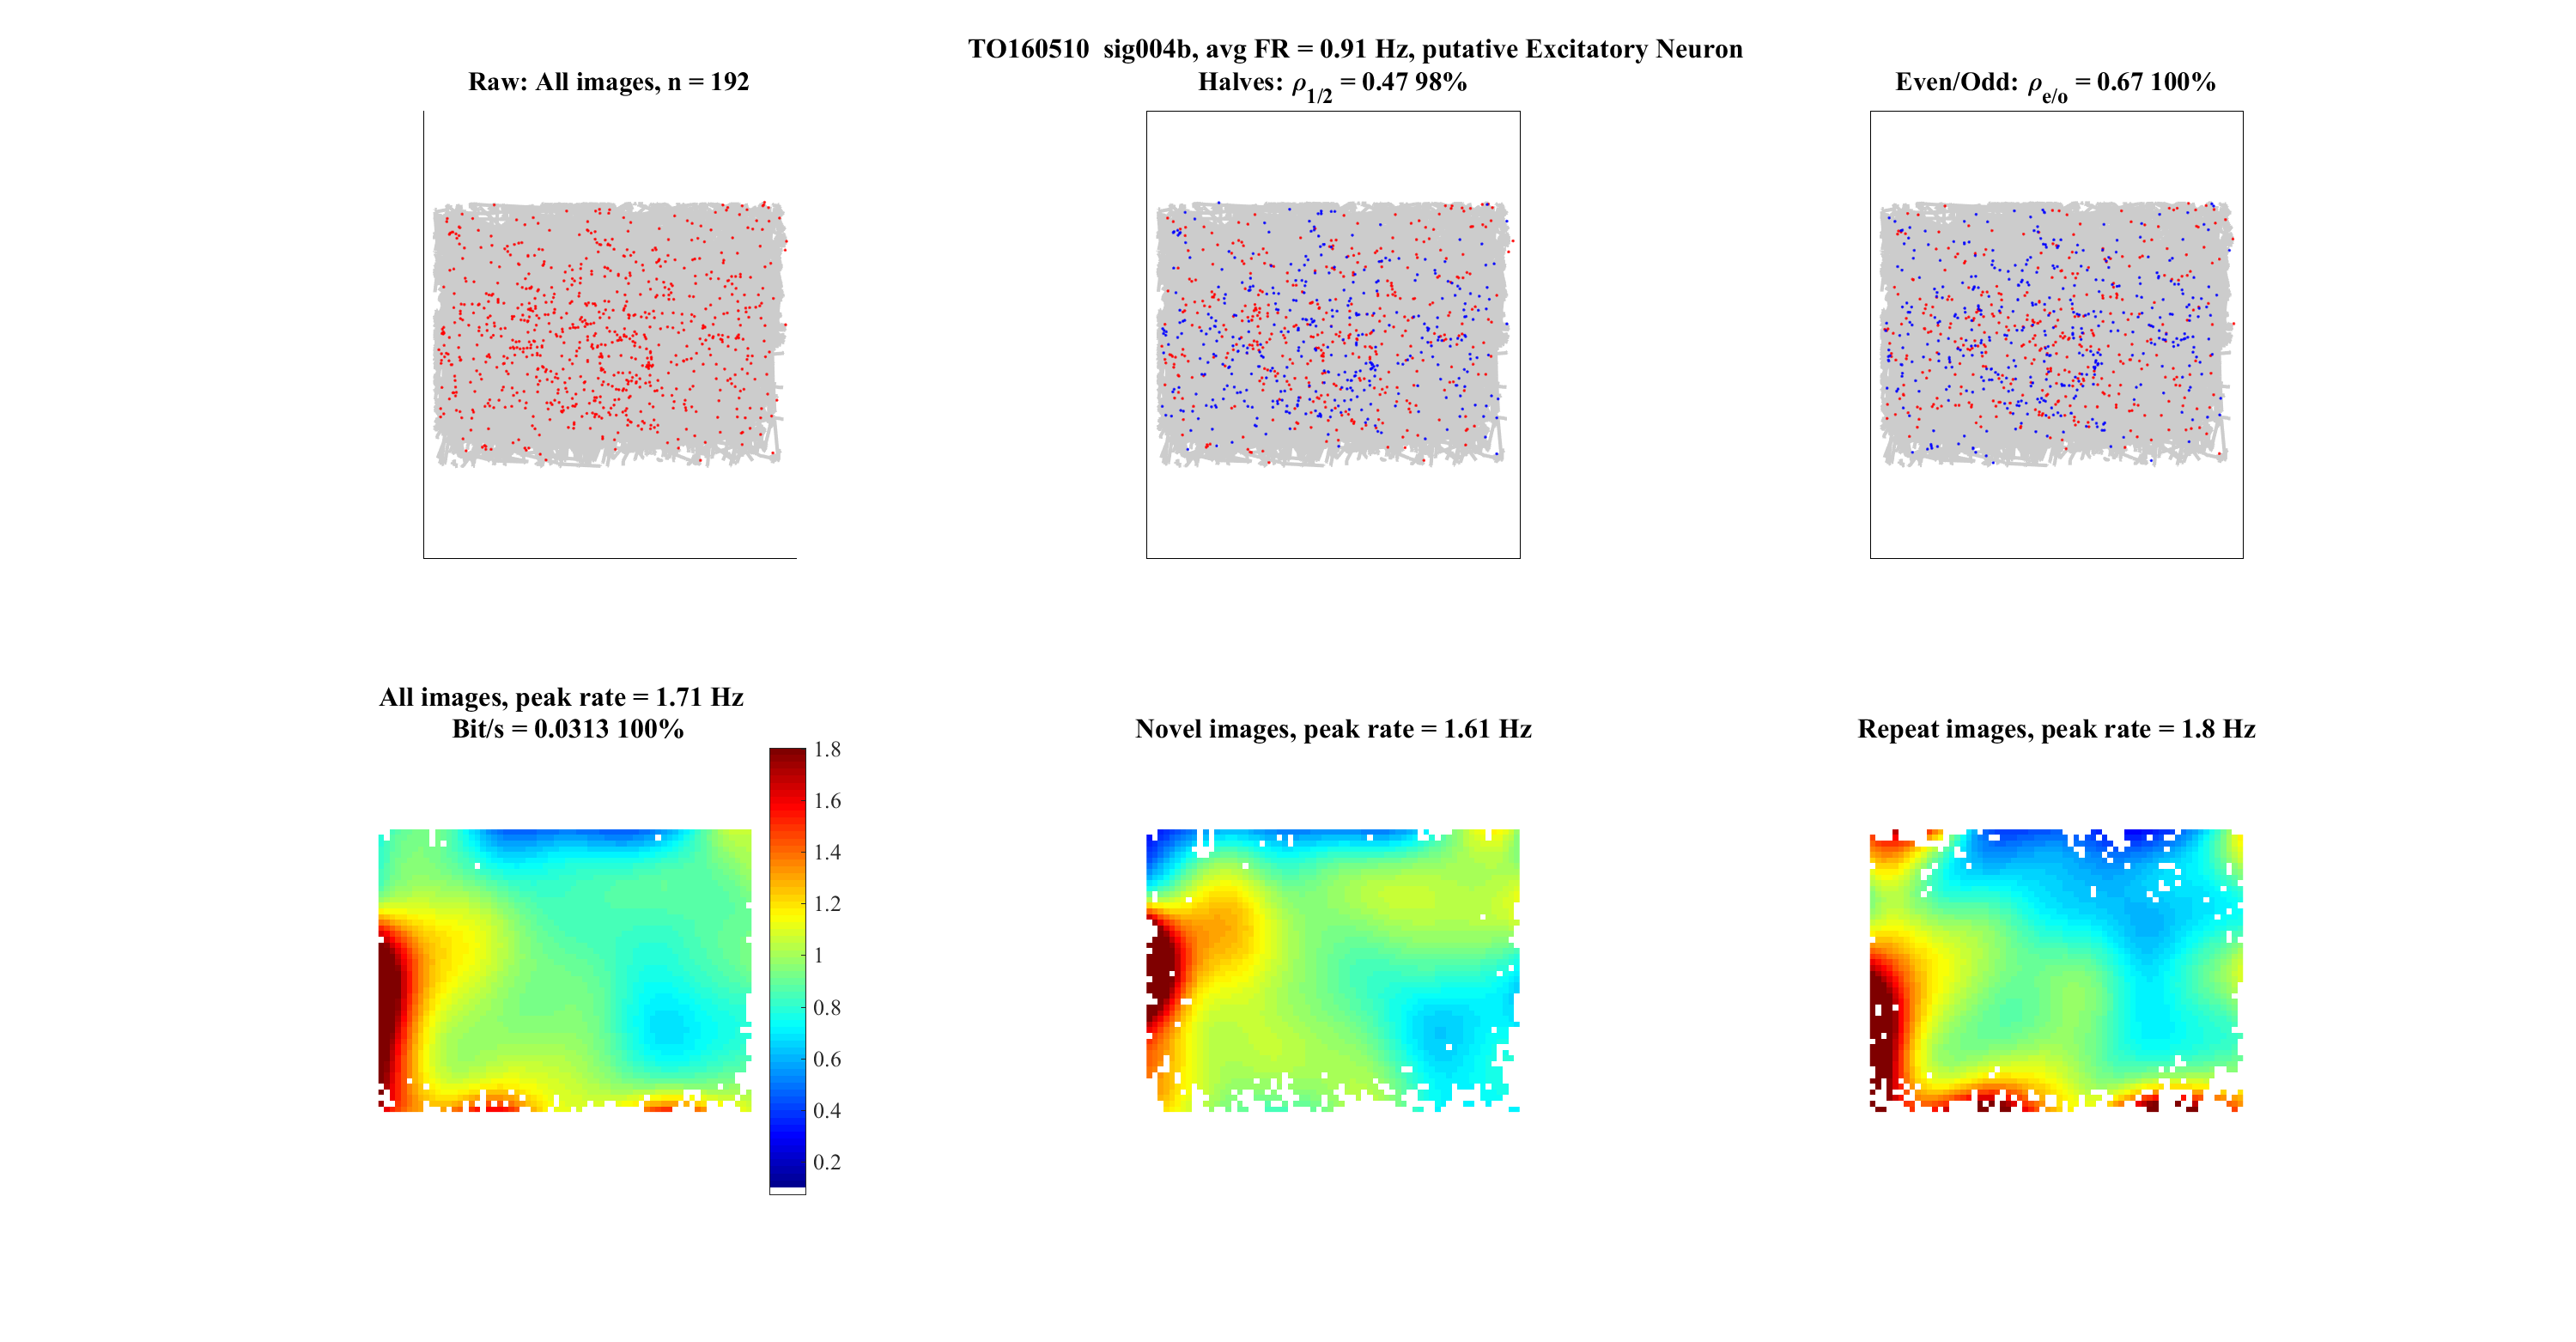 TO160510  sig004b, avg FR = 0.91 Hz, putative Excitatory Neuron
Raw: All images, n = 192
Halves: ρ1/2 = 0.47 98%
Even/Odd: ρe/o = 0.67 100%
All images, peak rate = 1.71 Hz
Bit/s = 0.0313 100%
1.8
1.6
1.4
1.2
1
0.8
0.6
0.4
0.2
Novel images, peak rate = 1.61 Hz
Repeat images, peak rate = 1.8 Hz